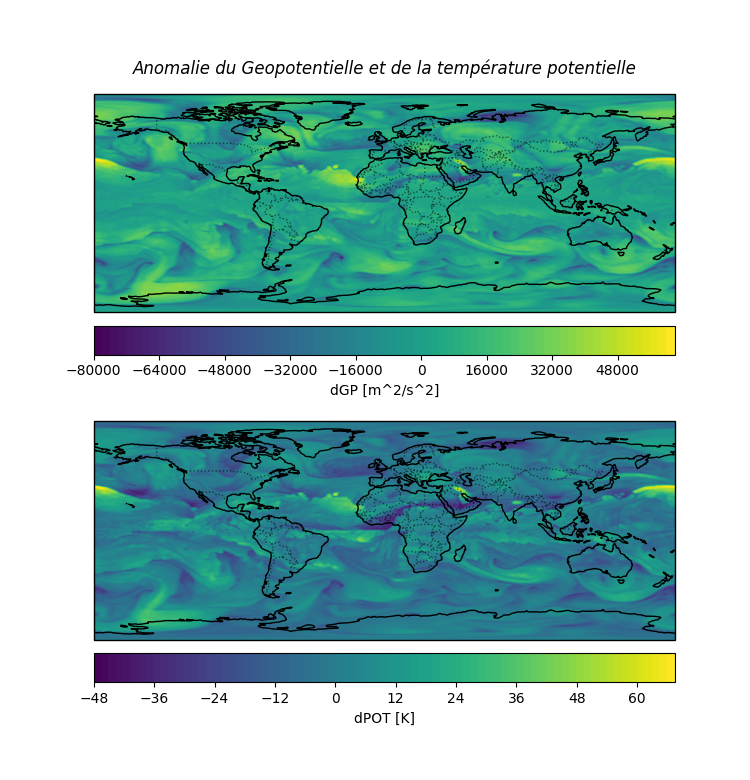 Anomalie du Geopotentielle et de la température potentielle
−80000 −64000 −48000 −32000 −16000 0 16000 32000 48000
dGP [m^2/s^2]
−48 −36 −24 −12 0 12 24 36 48 60
dPOT [K]